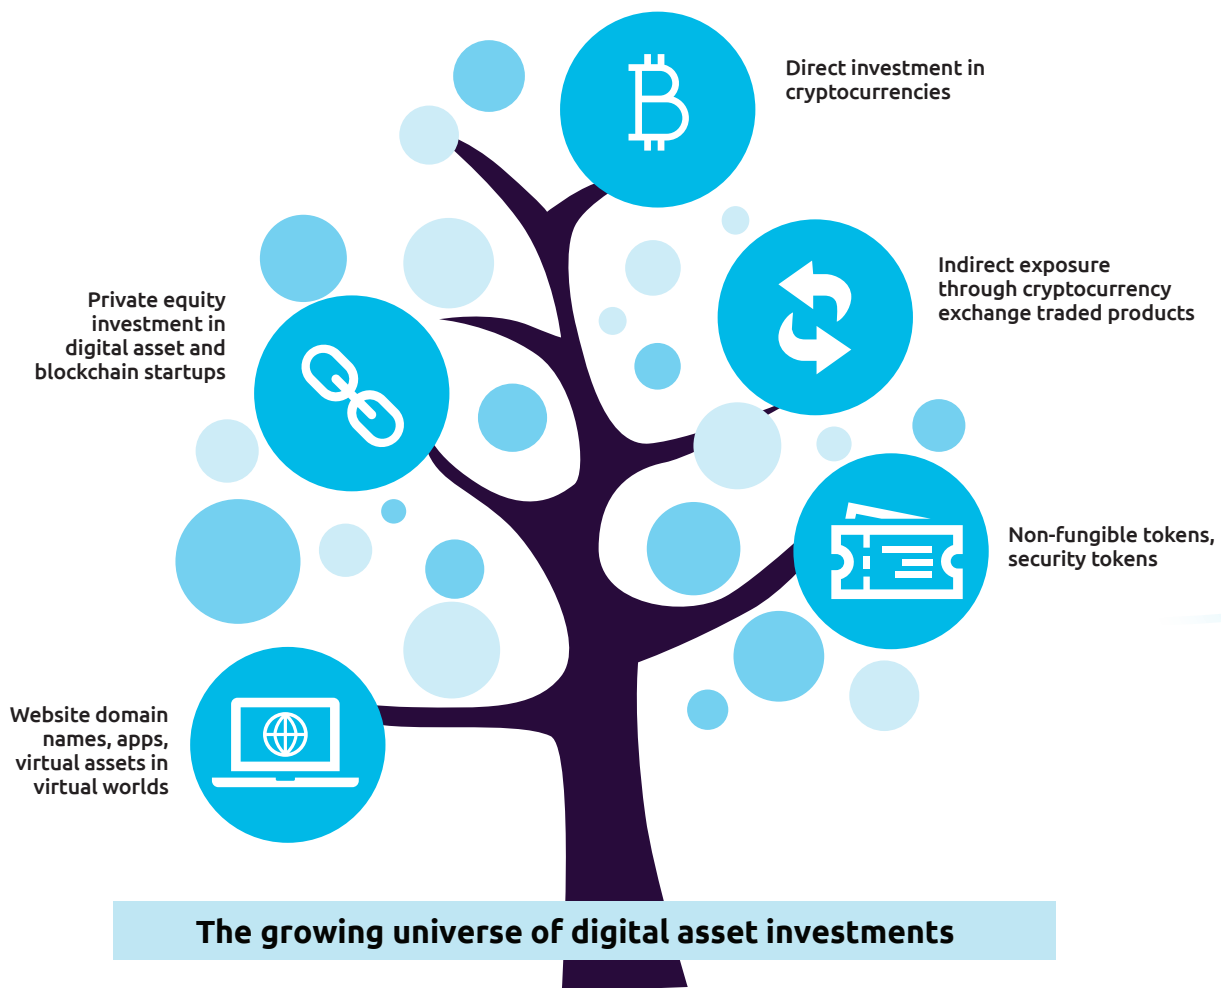 Direct investment in
cryptocurrencies
Indirect exposure
through cryptocurrency
exchange traded products
Private equity
investment in
digital asset and
blockchain startups
Non-fungible tokens,
security tokens
Website domain
names, apps,
virtual assets in
virtual worlds
The growing universe of digital asset investments